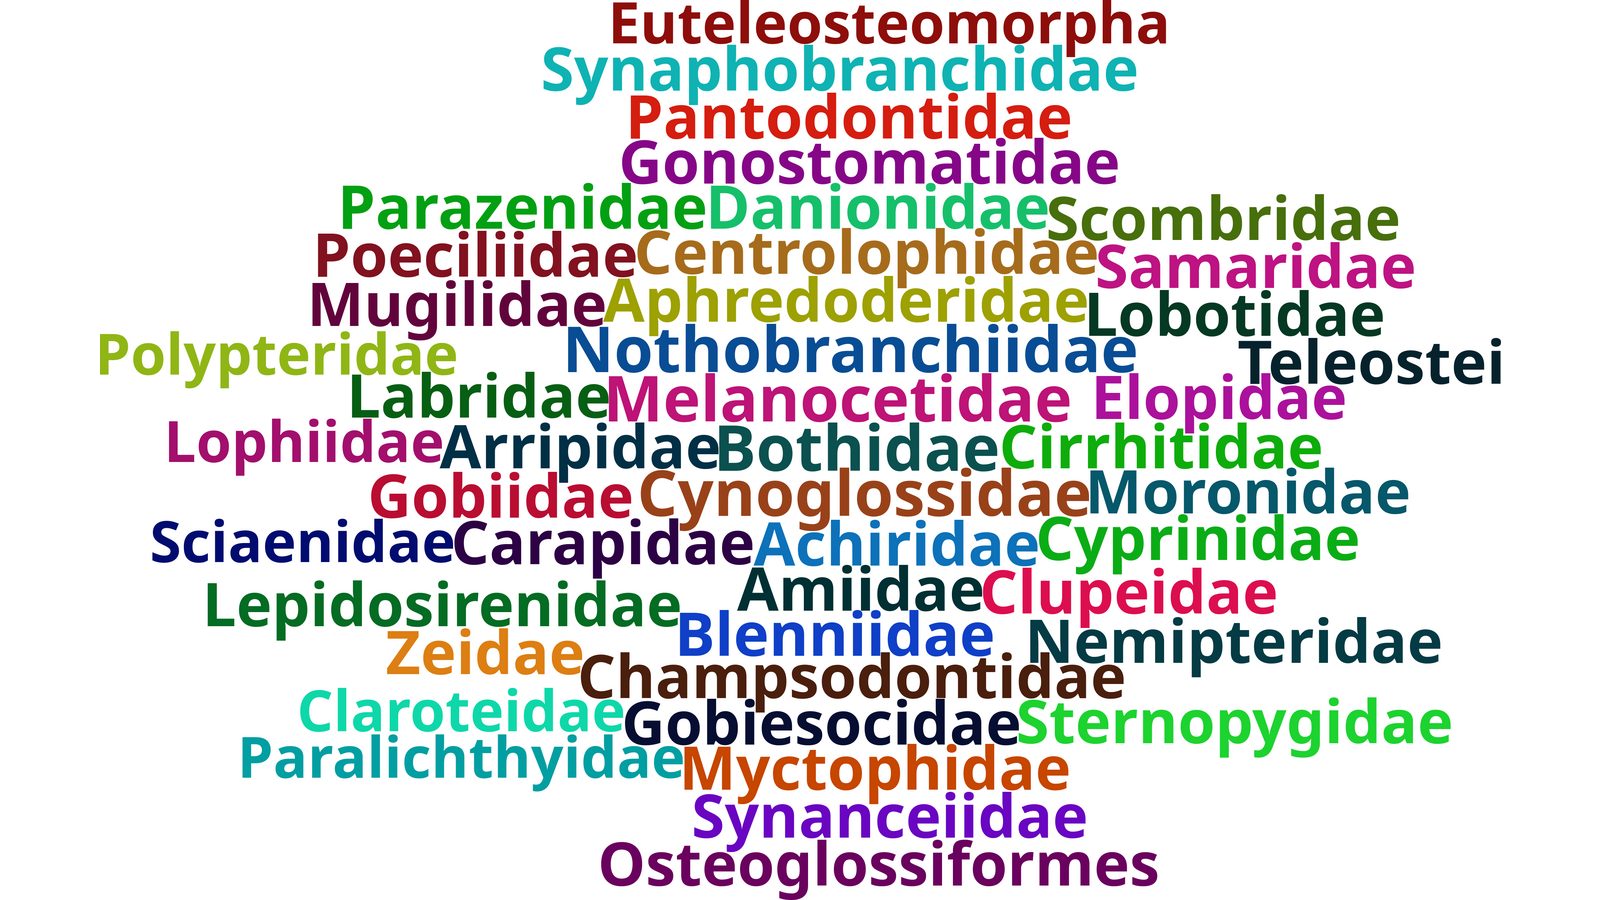 Euteleosteomorpha
Synaphobranchidae
Pantodontidae
Gonostomatidae
Parazenidae Danionidae Scombridae
Poeciliidae Centrolophidae Samaridae
Mugilidae Aphredoderidae Lobotidae
Polypteridae Nothobranchiidae Teleostei
Labridae Melanocetidae Elopidae
Lophiidae Arripidae Bothidae Cirrhitidae
Gobiidae Cynoglossidae Moronidae
Sciaenidae Carapidae Achiridae Cyprinidae
Amiidae Clupeidae
Lepidosirenidae Blenniidae Nemipteridae
Zeidae Champsodontidae
Claroteidae Gobiesocidae Sternopygidae
Paralichthyidae Myctophidae
Synanceiidae
Osteoglossiformes